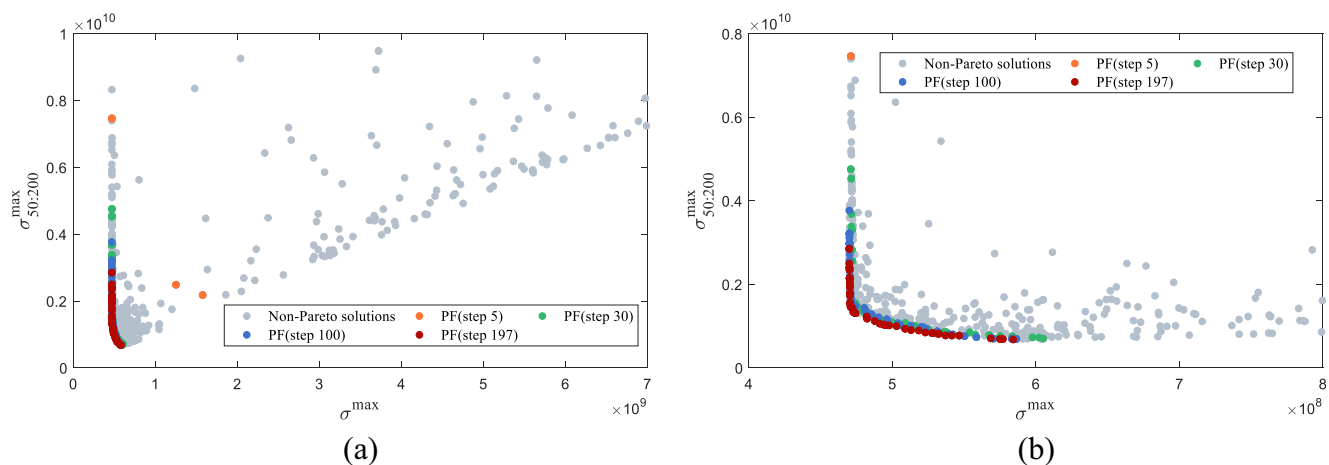 ×10^10
1
0.8
0.6
0.4
0.2
0
σ^max_50:200
Non-Pareto solutions PF(step 5) PF(step 30)
PF(step 100) PF(step 197)
0 1 2 3 4 5 6 7
σ^max ×10^9
(a)
×10^10
0.8
0.6
0.4
0.2
0
σ^max_50:200
Non-Pareto solutions PF(step 5) PF(step 30)
PF(step 100) PF(step 197)
4 5 6 7 8
σ^max ×10^8
(b)